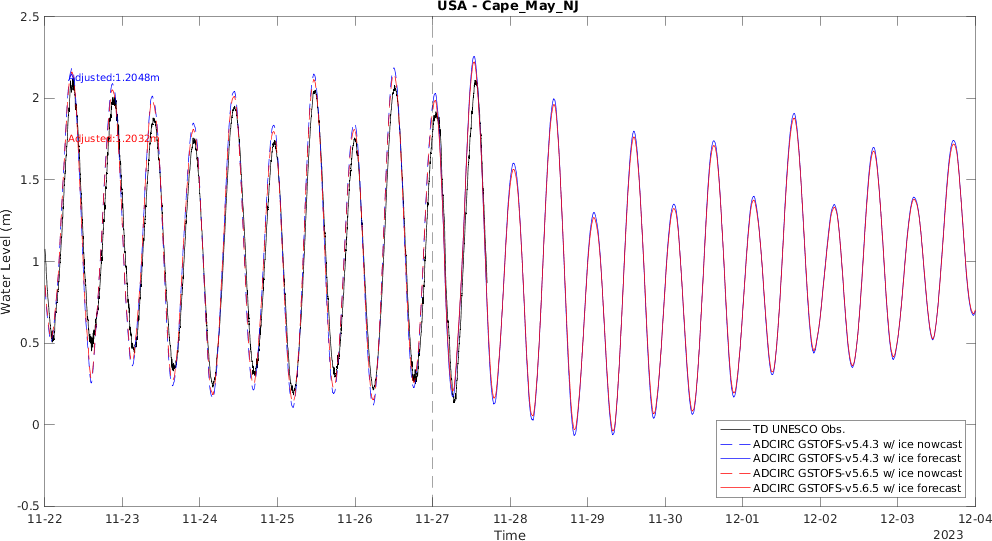 USA - Cape_May_NJ
2.5
2
1.5
1
0.5
0
-0.5
Water Level (m)
Adjusted:1.2048m
Adjusted:1.2032m
TD UNESCO Obs.
ADCIRC GSTOFS-v5.4.3 w/ ice nowcast
ADCIRC GSTOFS-v5.4.3 w/ ice forecast
ADCIRC GSTOFS-v5.6.5 w/ ice nowcast
ADCIRC GSTOFS-v5.6.5 w/ ice forecast
11-22 11-23 11-24 11-25 11-26 11-27 11-28 11-29 11-30 12-01 12-02 12-03 12-04
Time
2023